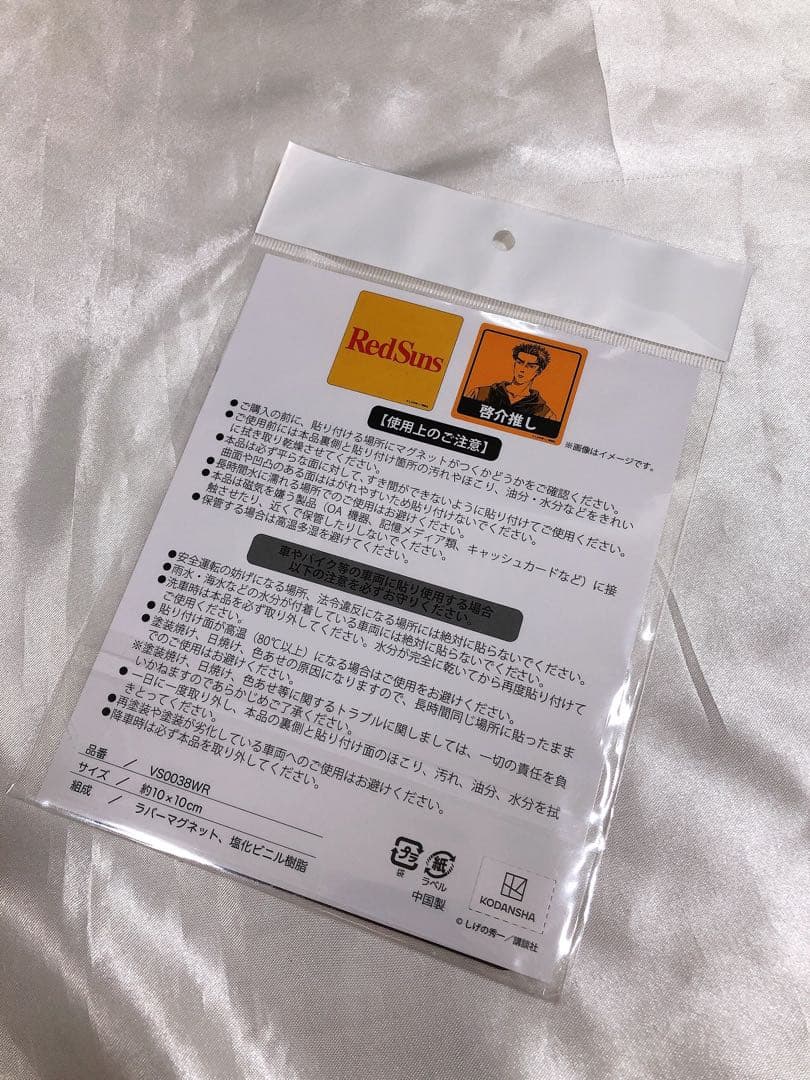 RedSuns
啓介推し
※画像はイメージです。
【使用上のご注意】
●ご購入の前に、貼り付ける場所にマグネットがつくかどうかをご確認ください。
●ご使用前には本品裏側と貼り付け箇所の汚れやほこり、油分・水分などをきれい
に拭き取り乾燥させてください。
●本品は必ず平らな面に対して、すき間ができないように貼り付けてご使用ください。
曲面や凹凸のある面ははがれやすいため貼り付けないでください。
●長時間水に濡れる場所でのご使用はお避けください。
●本品は磁気を嫌う製品（OA 機器、記憶メディア類、キャッシュカードなど）に接
触させたり、近くで保管したりしないでください。
●保管する場合は高温多湿を避けてください。
車やバイク等の車両に貼り使用する場合
以下の注意を必ずお守りください。
●安全運転の妨げになる場所、法令違反になる場所には絶対に貼らないでください。
●雨水・海水などの水分が付着している車両には絶対に貼らないでください。
●洗車時は本品を必ず取り外してください。水分が完全に乾いてから再度貼り付けて
ご使用ください。
●貼り付け面が高温（80℃以上）になる場合はご使用をお避けください。
●塗装焼け、日焼け、色あせの原因になりますので、長時間同じ場所に貼ったまま
でのご使用はお避けください。
※塗装焼け、日焼け、色あせ等に関するトラブルに関しましては、一切の責任を負
いかねますのであらかじめご了承ください。
●一日に一度取り外し、本品の裏側と貼り付け面のほこり、汚れ、油分、水分を拭
きとってください。
●再塗装や塗装が劣化している車両へのご使用はお避けください。
●降車時は必ず本品を取り外してください。
品番 / VS0038WR
サイズ / 約10×10cm
組成 / ラバーマグネット、塩化ビニル樹脂
プラ
袋
紙
ラベル
中国製
KODANSHA
© しげの秀一／講談社